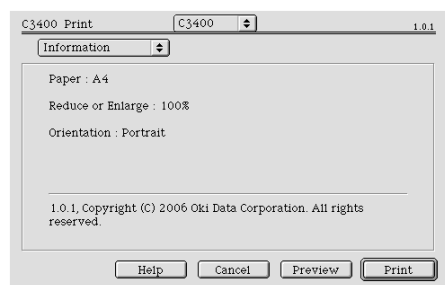 C3400 Print
C3400
1.0.1
Information
Paper : A4
Reduce or Enlarge : 100%
Orientation : Portrait
1.0.1, Copyright (C) 2006 Oki Data Corporation. All rights
reserved.
Help
Cancel
Preview
Print